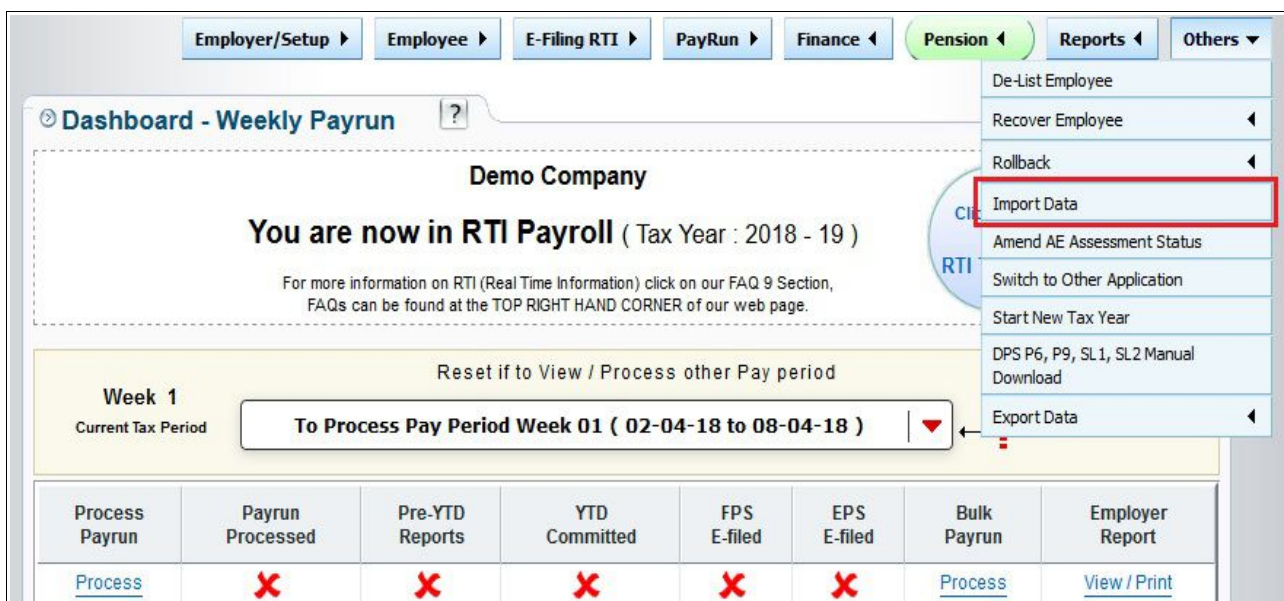 Employer/Setup Employee E-Filing RTI PayRun Finance Pension Reports Others
De-List Employee
Recover Employee
Rollback
Import Data
Amend AE Assessment Status
Switch to Other Application
Start New Tax Year
DPS P6, P9, SL1, SL2 Manual
Download
Export Data
Dashboard - Weekly Payrun ?
Demo Company
You are now in RTI Payroll ( Tax Year : 2018 - 19 )
For more information on RTI (Real Time Information) click on our FAQ 9 Section,
FAQs can be found at the TOP RIGHT HAND CORNER of our web page.
RTI
Reset if to View / Process other Pay period
Week 1
Current Tax Period
To Process Pay Period Week 01 ( 02-04-18 to 08-04-18 )
Process Payrun Pre-YTD YTD FPS EPS Bulk Employer
Payrun Processed Reports Committed E-filed E-filed Payrun Report
Process Process View / Print